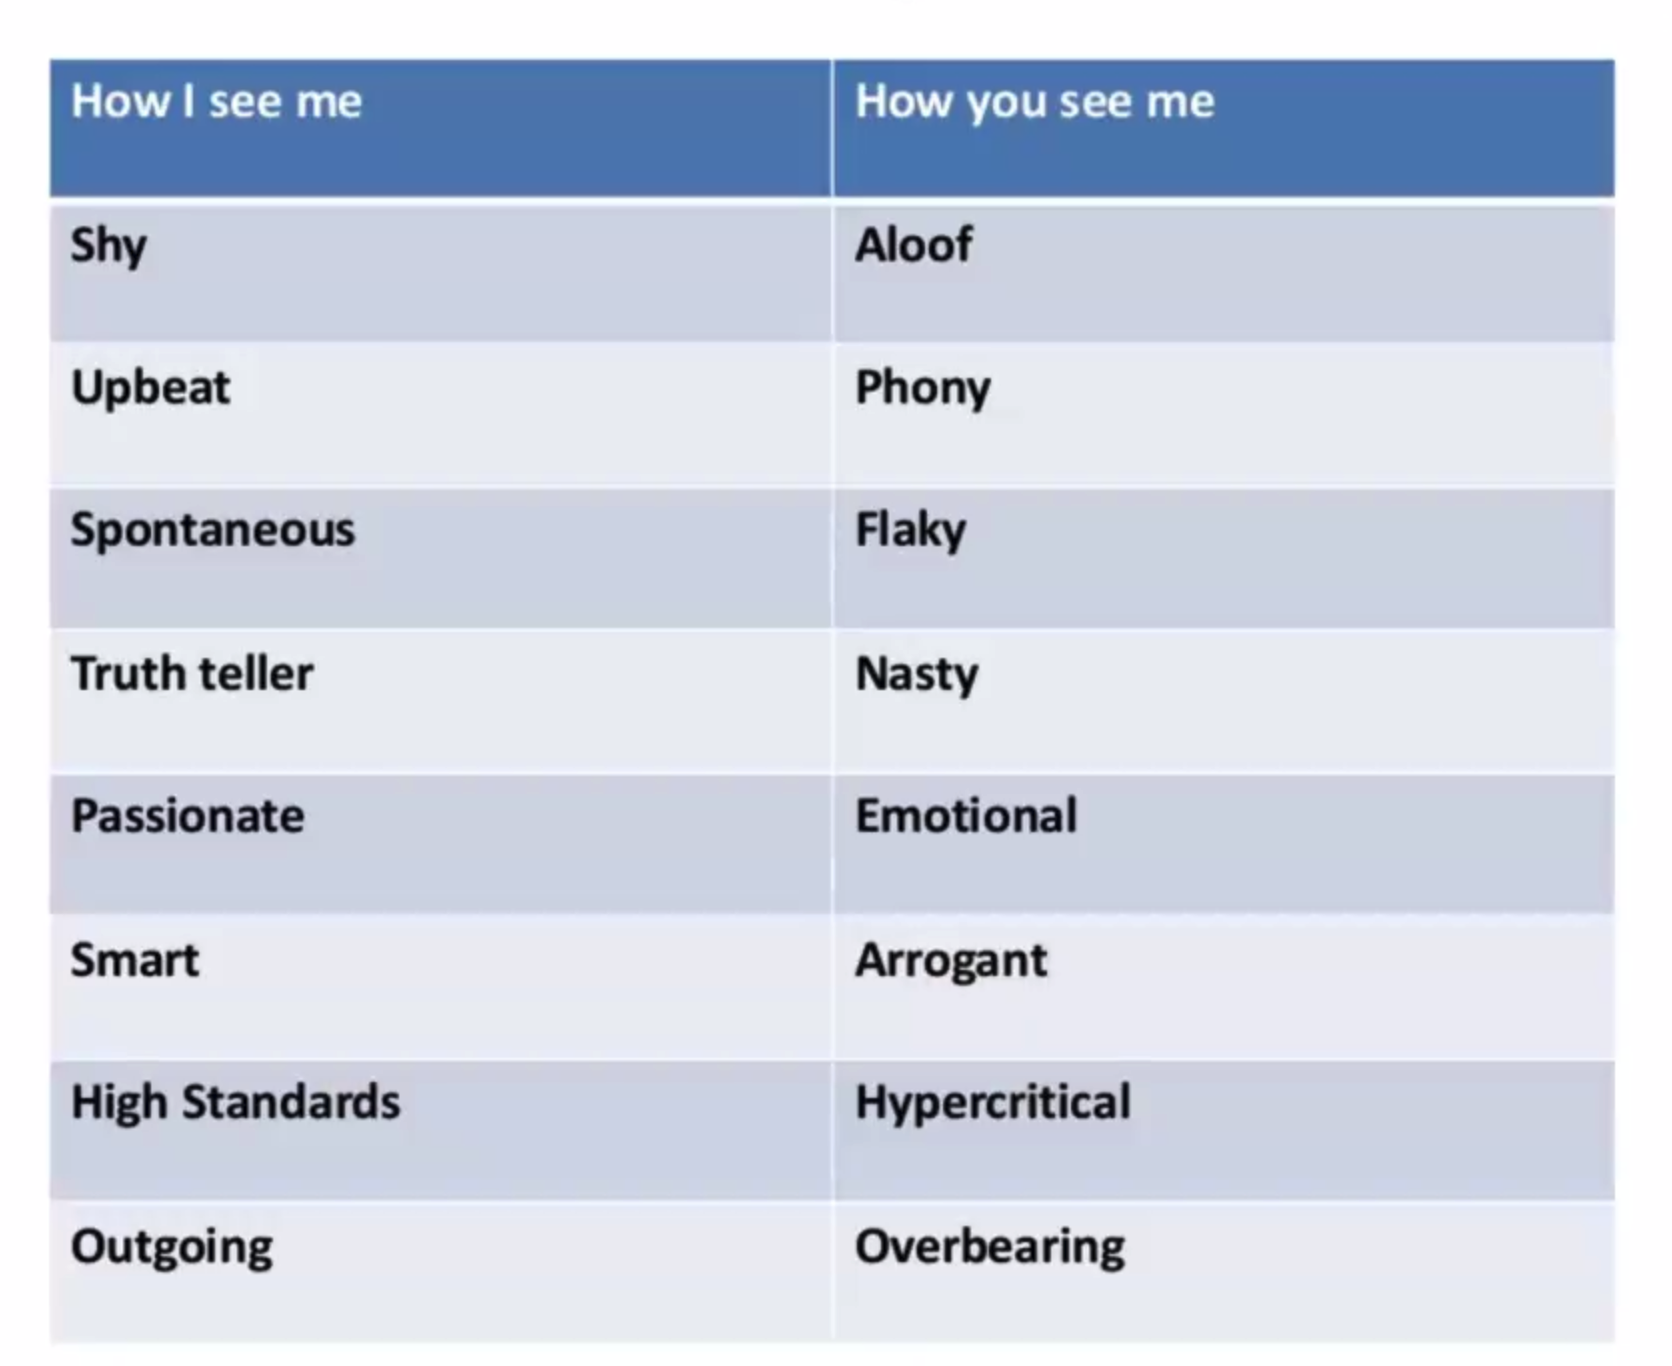 How I see me How you see me
Shy Aloof
Upbeat Phony
Spontaneous Flaky
Truth teller Nasty
Passionate Emotional
Smart Arrogant
High Standards Hypercritical
Outgoing Overbearing